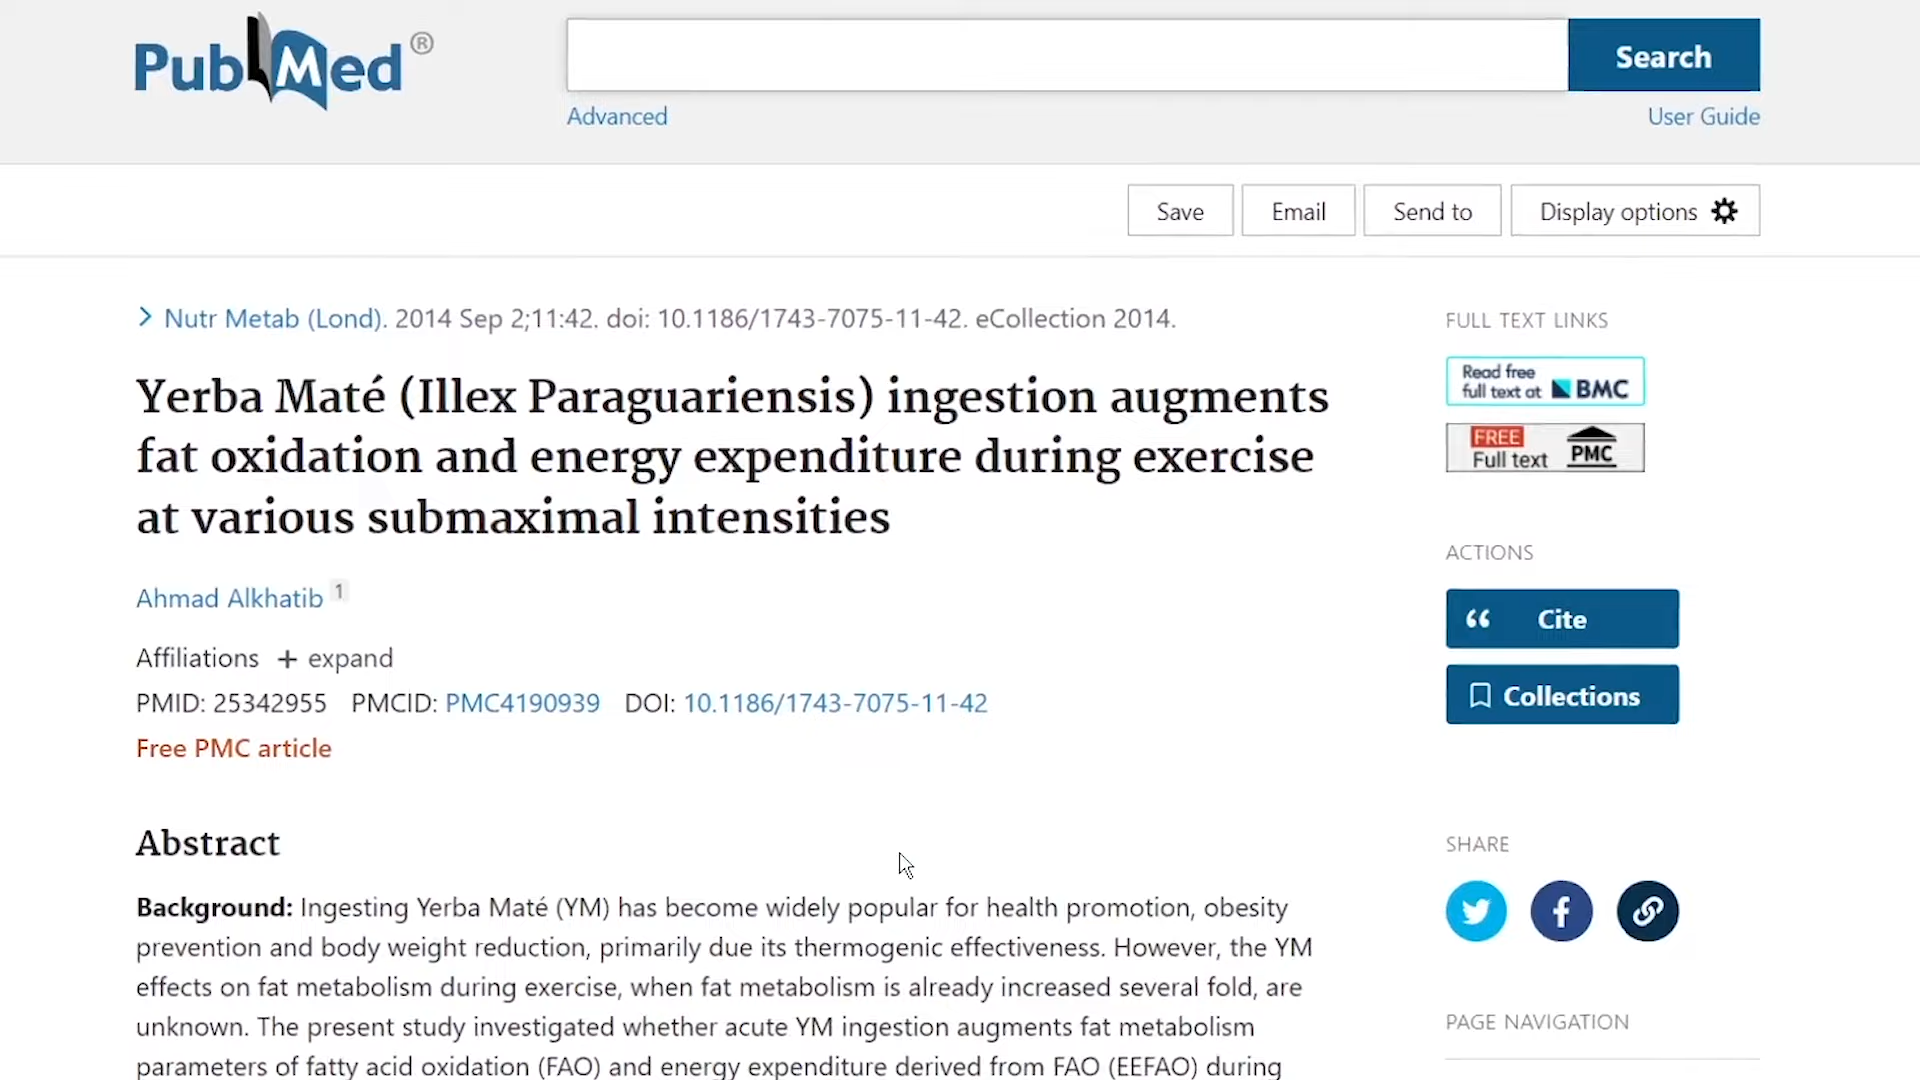 PubMed®
Search
Advanced
User Guide
Save
Email
Send to
Display options
Nutr Metab (Lond). 2014 Sep 2;11:42. doi: 10.1186/1743-7075-11-42. eCollection 2014.
Yerba Maté (Illex Paraguariensis) ingestion augments
fat oxidation and energy expenditure during exercise
at various submaximal intensities
Ahmad Alkhatib 1
Affiliations + expand
PMID: 25342955 PMCID: PMC4190939 DOI: 10.1186/1743-7075-11-42
Free PMC article
Abstract
Background: Ingesting Yerba Maté (YM) has become widely popular for health promotion, obesity
prevention and body weight reduction, primarily due its thermogenic effectiveness. However, the YM
effects on fat metabolism during exercise, when fat metabolism is already increased several fold, are
unknown. The present study investigated whether acute YM ingestion augments fat metabolism
parameters of fatty acid oxidation (FAO) and energy expenditure derived from FAO (EEFAO) during
FULL TEXT LINKS
Read free
full text at BMC
FREE
Full text PMC
ACTIONS
Cite
Collections
SHARE
PAGE NAVIGATION